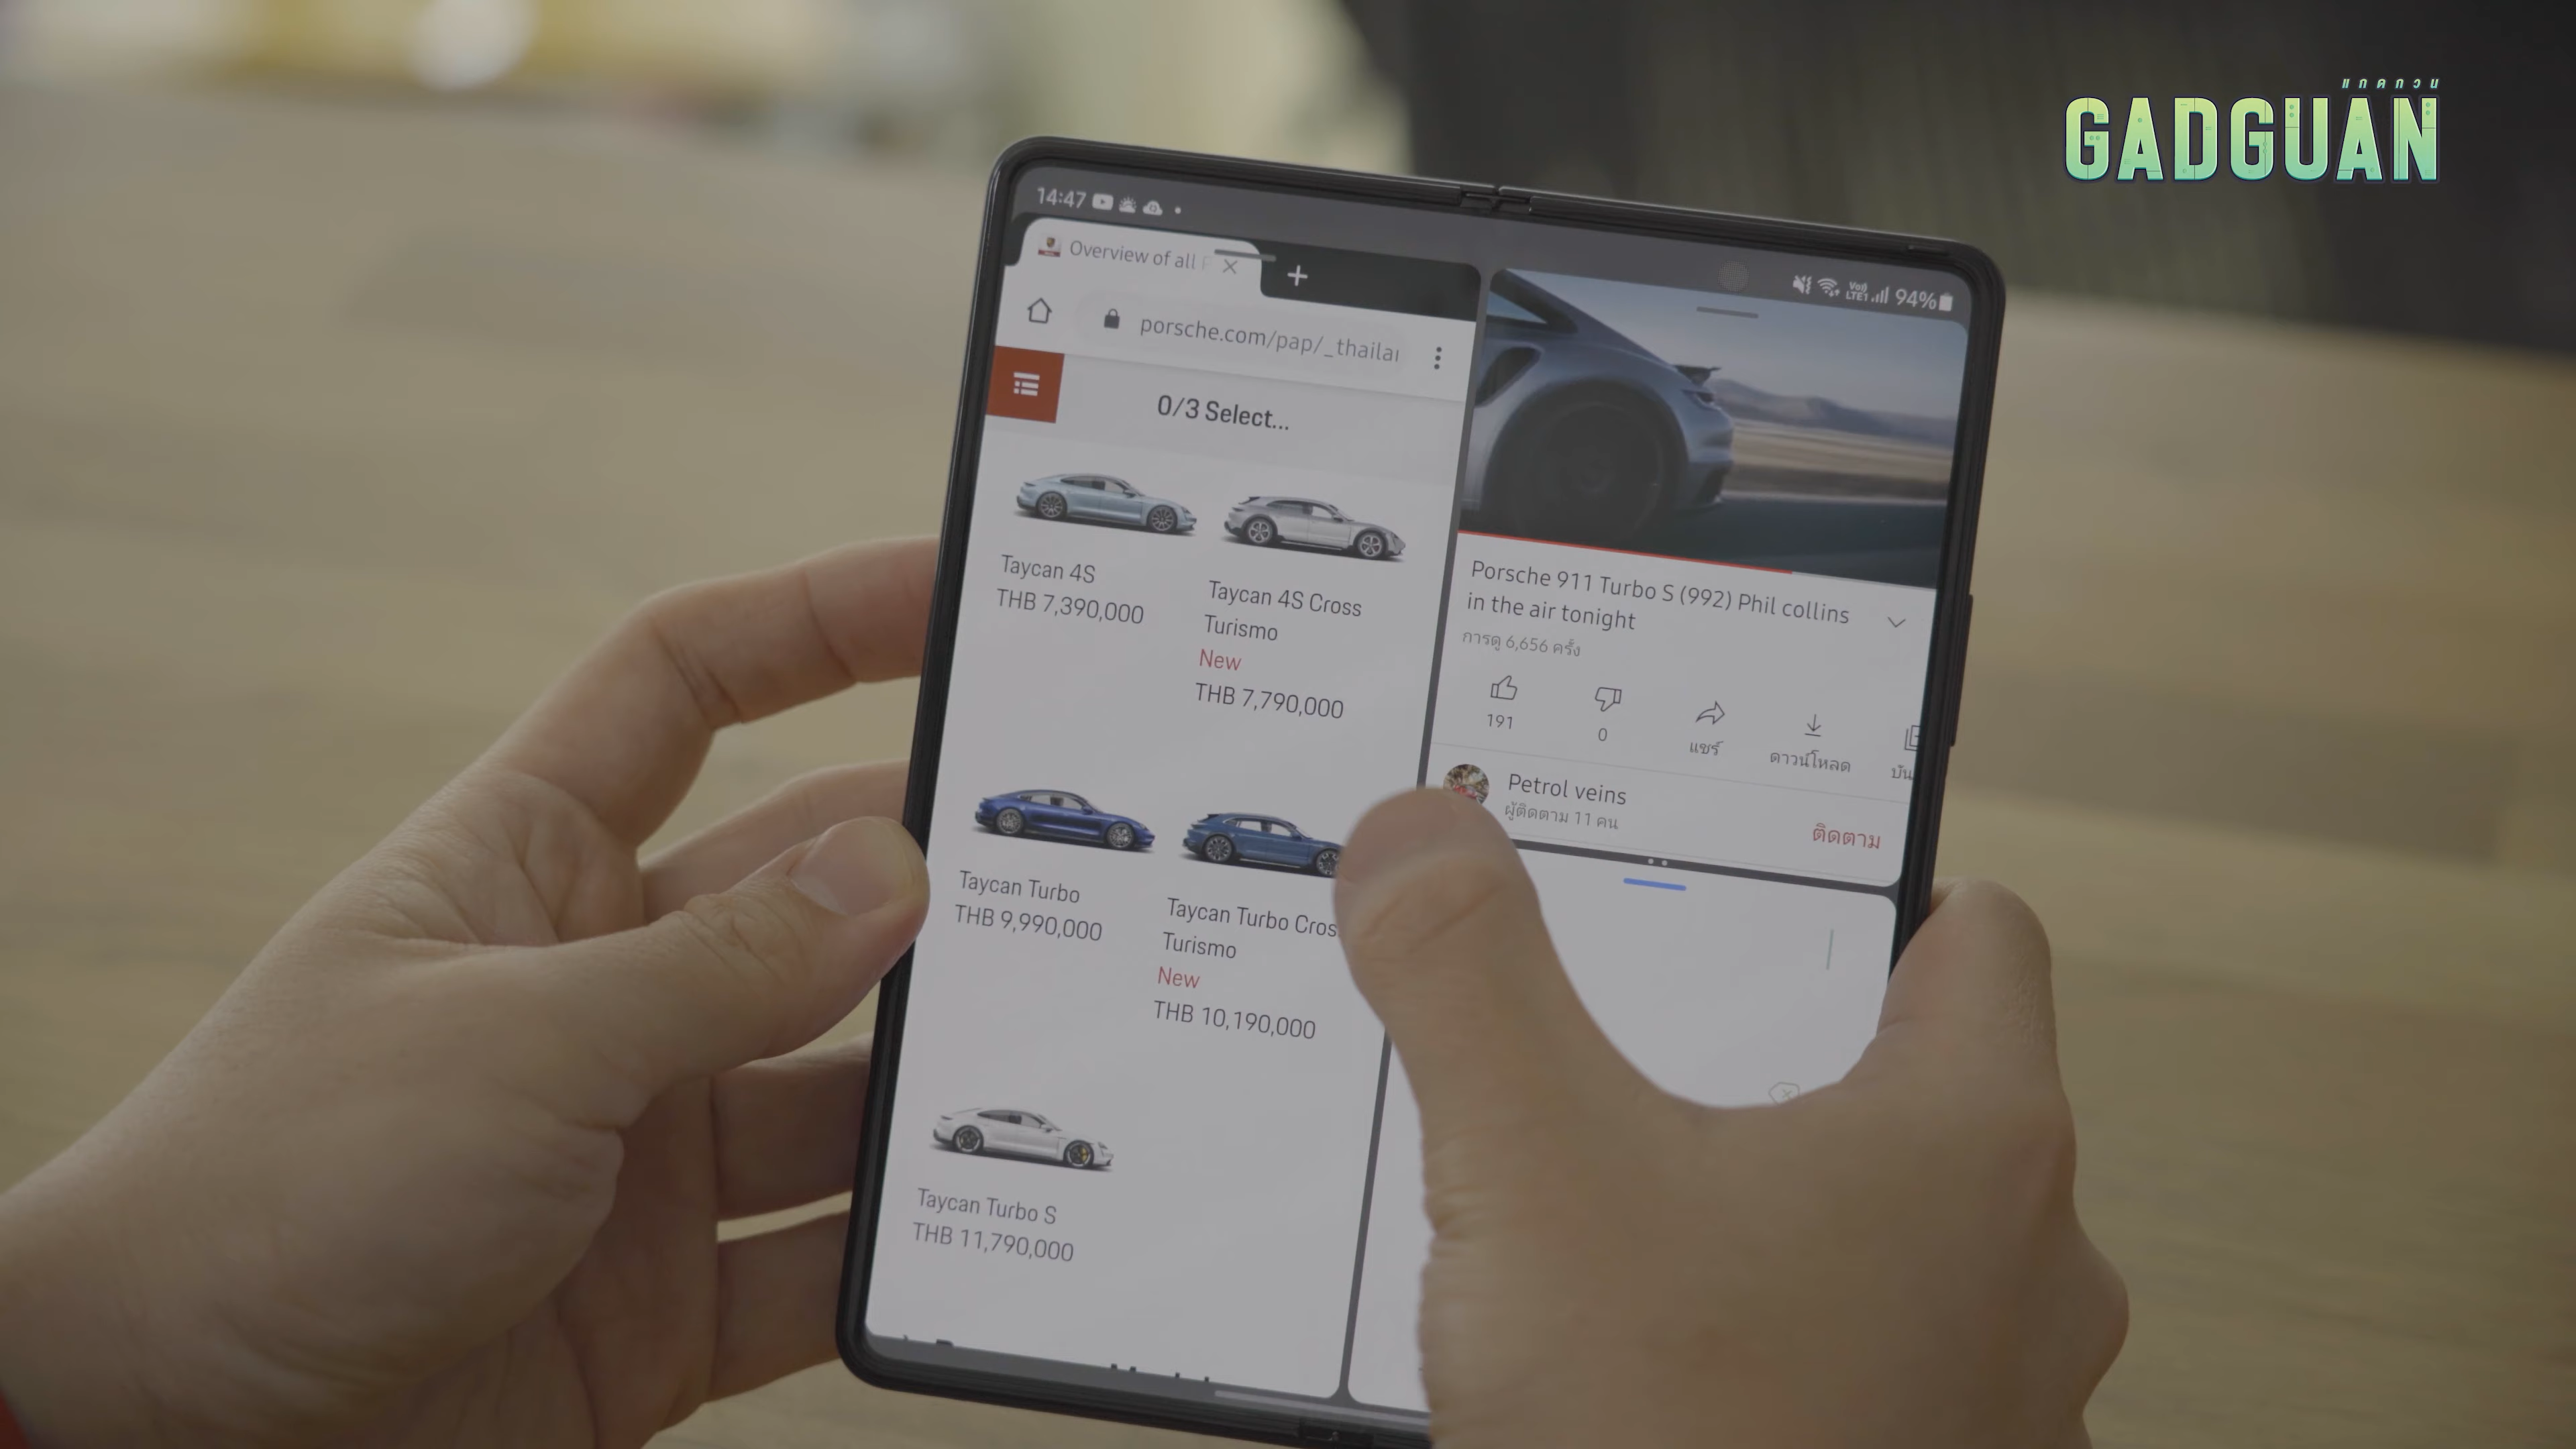 แกดกวน
GADGUAN
14:47
94%
Overview of all
porsche.com/pap/_thailan
0/3 Select...
Taycan 4S
THB 7,390,000
Taycan 4S Cross
Turismo
New
THB 7,790,000
Taycan Turbo
THB 9,990,000
Taycan Turbo Cros
Turismo
New
THB 10,190,000
Taycan Turbo S
THB 11,790,000
Porsche 911 Turbo S (992) Phil collins
in the air tonight
การดู 6,656 ครั้ง
191
0
แชร์
ดาวน์โหลด
บัน
Petrol veins
ผู้ติดตาม 11 คน
ติดตาม